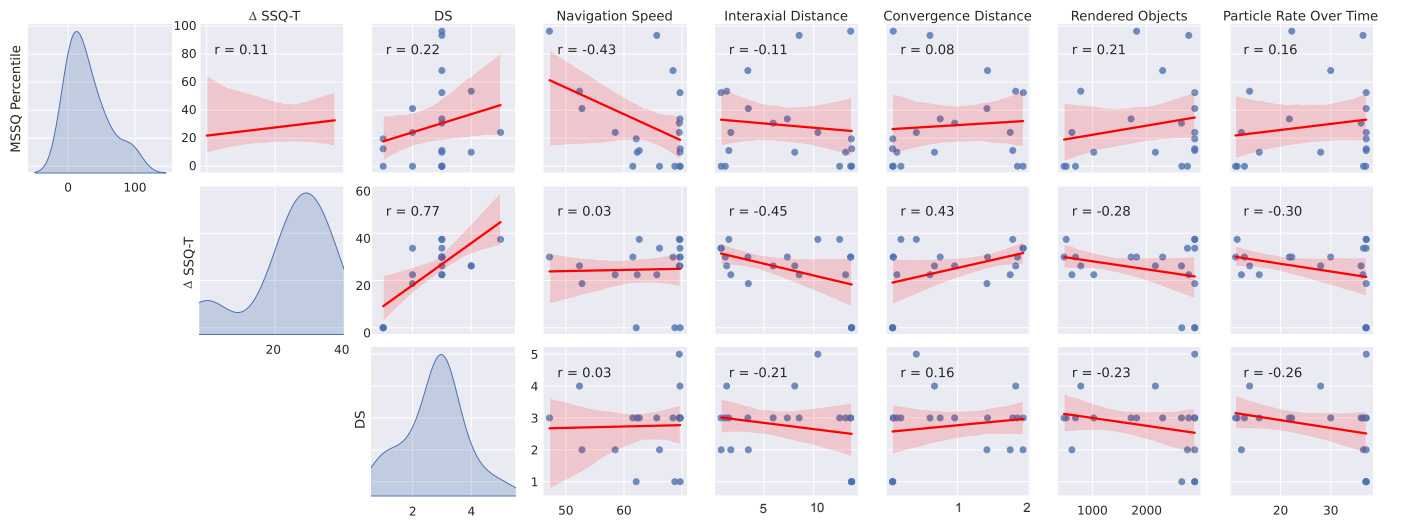 Δ SSQ-T DS Navigation Speed Interaxial Distance Convergence Distance Rendered Objects Particle Rate Over Time
MSSQ Percentile
100
80
60
40
20
0
r = 0.11 r = 0.22 r = -0.43 r = -0.11 r = 0.08 r = 0.21 r = 0.16
0 100
Δ SSQ-T
60
40
20
0
r = 0.77 r = 0.03 r = -0.45 r = 0.43 r = -0.28 r = -0.30
20 40
DS
5
4
3
2
1
r = 0.03 r = -0.21 r = 0.16 r = -0.23 r = -0.26
2 4 50 60 5 10 1 2 1000 2000 20 30